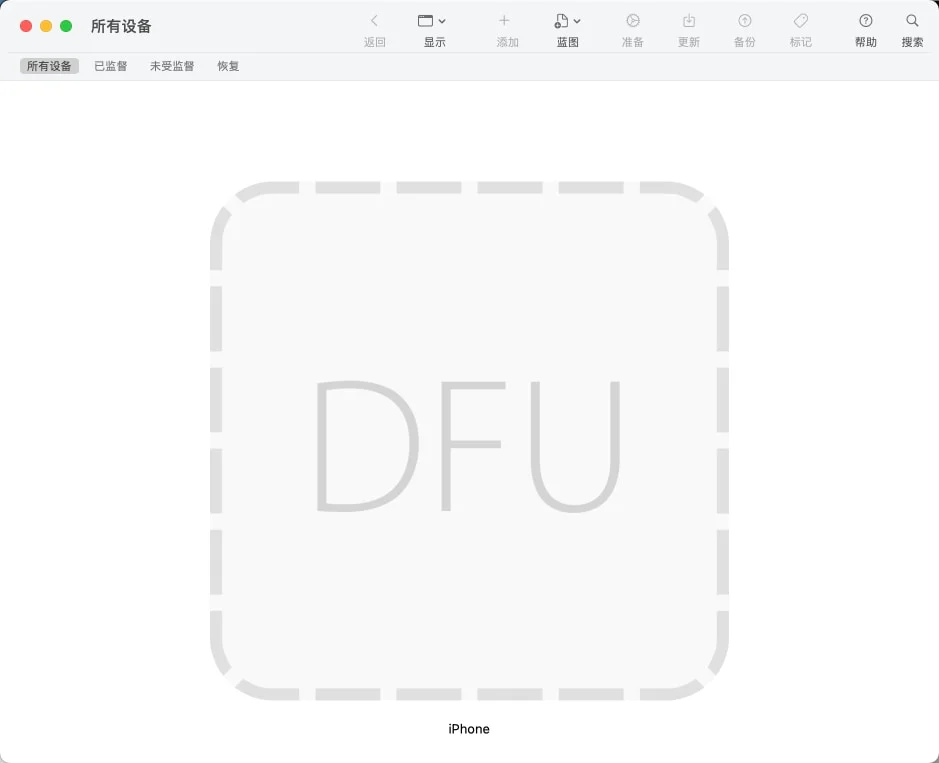 所有设备
返回 显示 添加 蓝图 准备 更新 备份 标记 帮助 搜索
所有设备 已监督 未受监督 恢复
DFU
iPhone